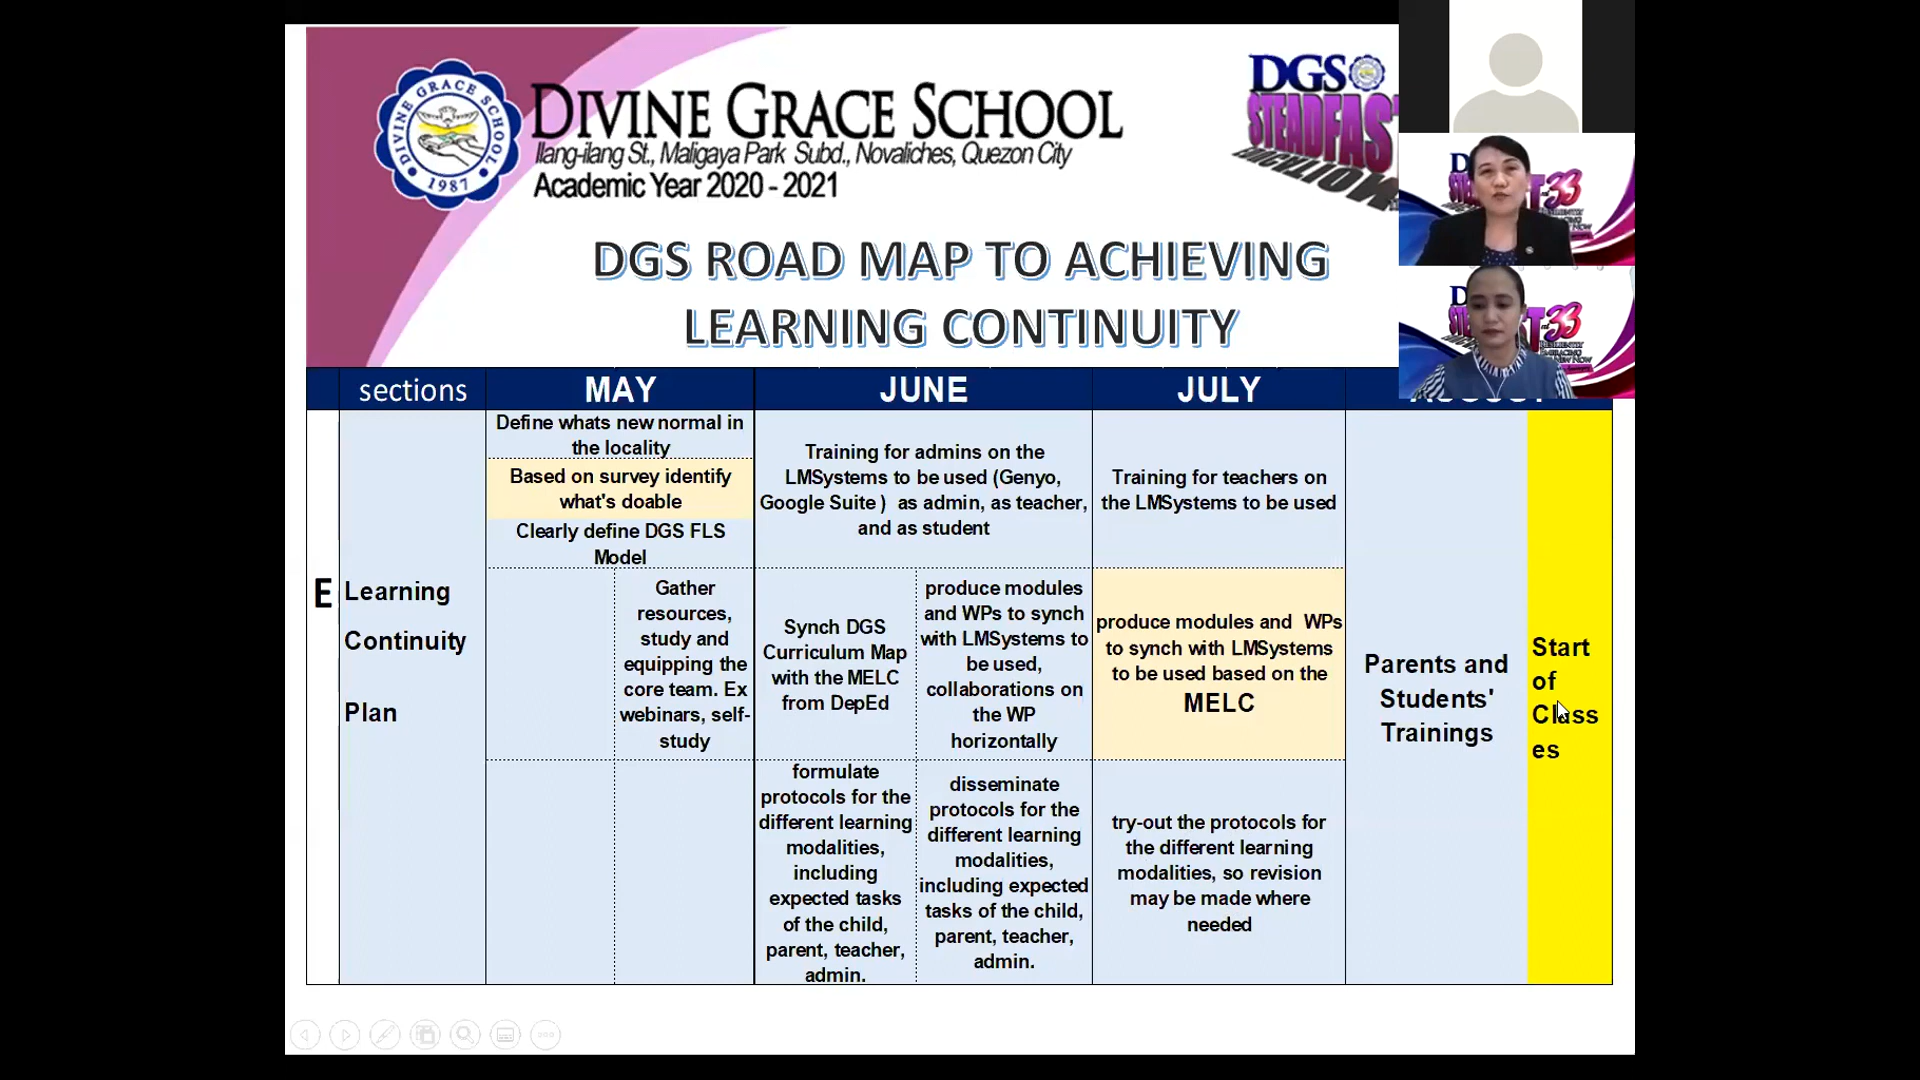 DIVINE GRACE SCHOOL
1987
DIVINE GRACE SCHOOL
Ilang-ilang St., Maligaya Park Subd., Novaliches, Quezon City
Academic Year 2020 - 2021
DGS
STEADFAST
DGS ROAD MAP TO ACHIEVING
LEARNING CONTINUITY
sections
MAY
JUNE
JULY
E
Learning
Continuity
Plan
Define whats new normal in
the locality
Based on survey identify
what's doable
Clearly define DGS FLS
Model
Gather
resources,
study and
equipping the
core team. Ex
webinars, self-
study
Training for admins on the
LMSystems to be used (Genyo,
Google Suite ) as admin, as teacher,
and as student
Synch DGS
Curriculum Map
with the MELC
from DepEd
produce modules
and WPs to synch
with LMSystems to
be used,
collaborations on
the WP
horizontally
formulate
protocols for the
different learning
modalities,
including
expected tasks
of the child,
parent, teacher,
admin.
disseminate
protocols for the
different learning
modalities,
including expected
tasks of the child,
parent, teacher,
admin.
Training for teachers on
the LMSystems to be used
produce modules and WPs
to synch with LMSystems
to be used based on the
MELC
try-out the protocols for
the different learning
modalities, so revision
may be made where
needed
Parents and
Students'
Trainings
Start
of
Class
es
33
33